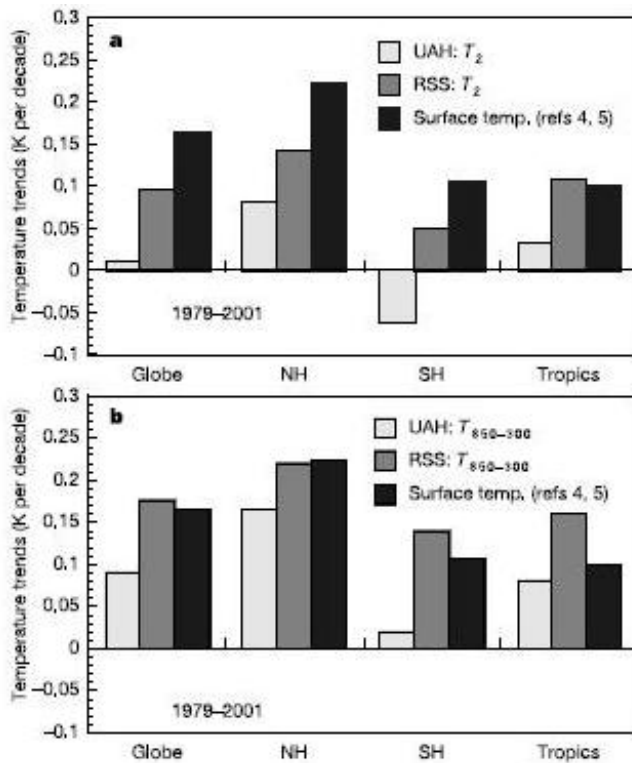 a
Temperature trends (K per decade)
0.3
0.25
0.2
0.15
0.1
0.05
0
−0.05
−0.1
UAH: T2
RSS: T2
Surface temp. (refs 4, 5)
1979–2001
Globe NH SH Tropics
b
Temperature trends (K per decade)
0.3
0.25
0.2
0.15
0.1
0.05
0
−0.05
−0.1
UAH: T850–300
RSS: T850–300
Surface temp. (refs 4, 5)
1979–2001
Globe NH SH Tropics